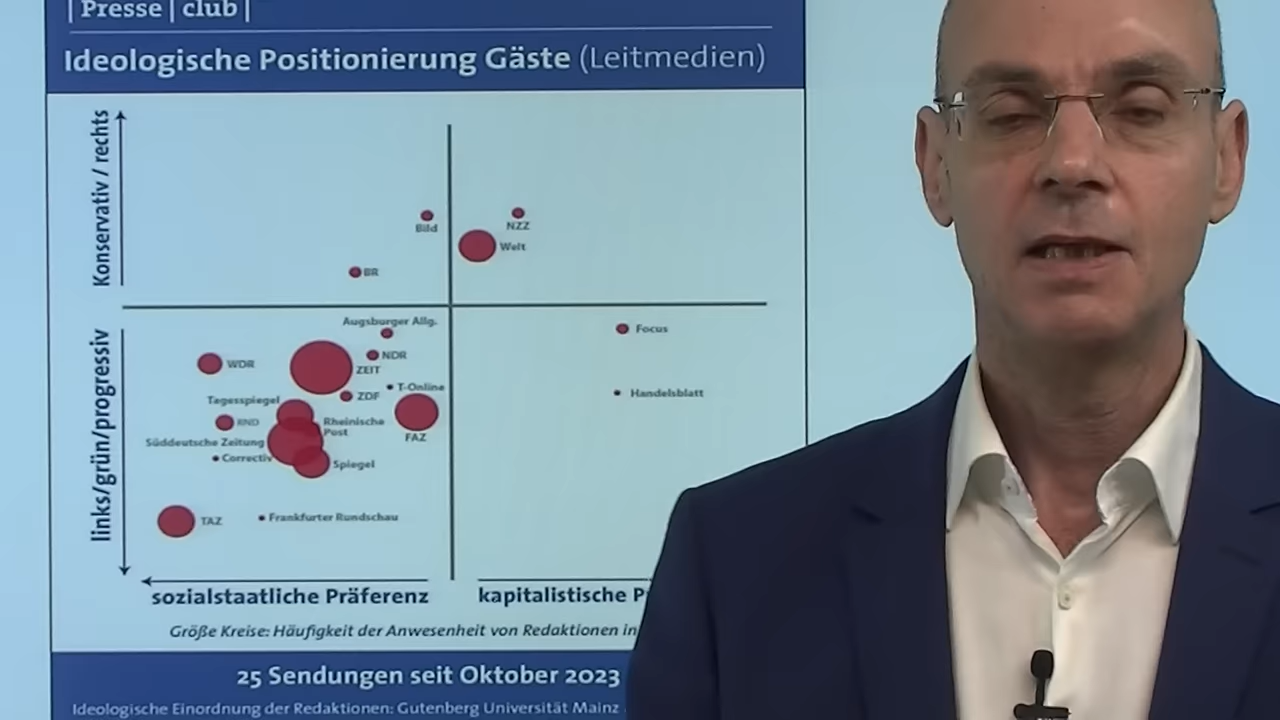 | Presse | club |
Ideologische Positionierung Gäste (Leitmedien)
Konservativ / rechts
Bild
NZZ
Welt
BR
Augsburger Allg.
Focus
NDR
WDR
ZEIT
T-Online
ZDF
Handelsblatt
Tagesspiegel
RND
Rheinische
Post
FAZ
Süddeutsche Zeitung
Correctiv
Spiegel
TAZ
Frankfurter Rundschau
links/grün/progressiv
sozialstaatliche Präferenz
kapitalistische
Größe Kreise: Häufigkeit der Anwesenheit von Redaktionen in
25 Sendungen seit Oktober 2023
Ideologische Einordnung der Redaktionen: Gutenberg Universität Mainz